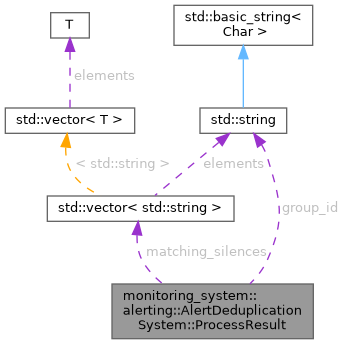 T
std::basic_string<
Char >
elements
std::vector< T >
std::string
< std::string >
elements
std::vector< std::string >
group_id
matching_silences
monitoring_system::
alerting::AlertDeduplication
System::ProcessResult